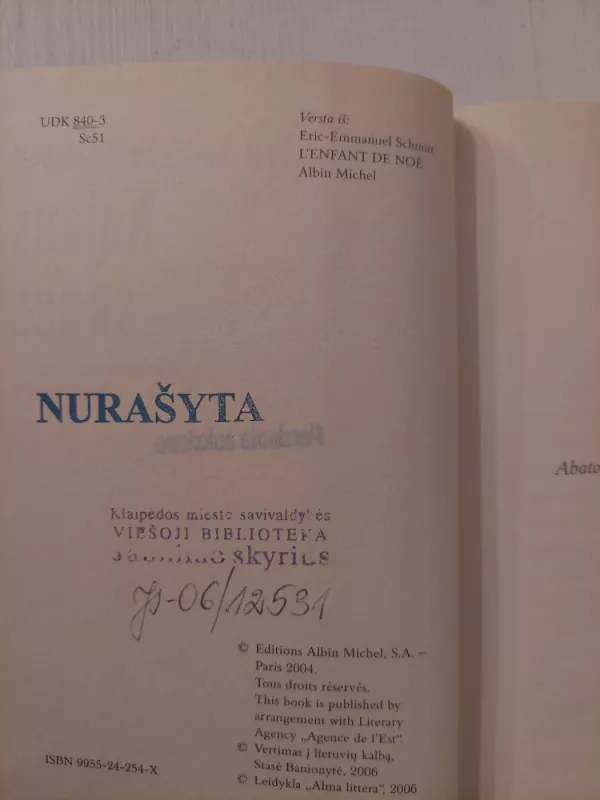 UDK 840-3
Sc51
Versta iš:
Eric-Emmanuel Schmitt
L'ENFANT DE NOÉ
Albin Michel
NURAŠYTA
Klaipėdos miesto savivaldybės
VIEŠOJI BIBLIOTEKA
skyrius
Js-06/12531
Abato
© Editions Albin Michel, S.A. –
Paris 2004.
Tous droits réservés.
This book is published by
arrangement with Literary
Agency „Agence de l'Est".
© Vertimas į lietuvių kalbą,
Stasė Banionytė, 2006
© Leidykla „Alma littera", 2006
ISBN 9955-24-254-X